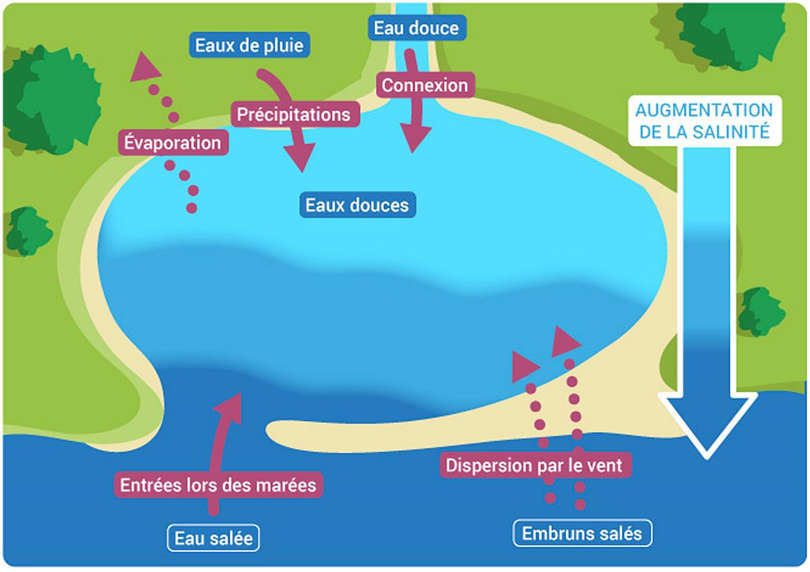 Eau douce
Eaux de pluie
Connexion
Précipitations
Évaporation
AUGMENTATION
DE LA SALINITÉ
Eaux douces
Dispersion par le vent
Entrées lors des marées
Embruns salés
Eau salée